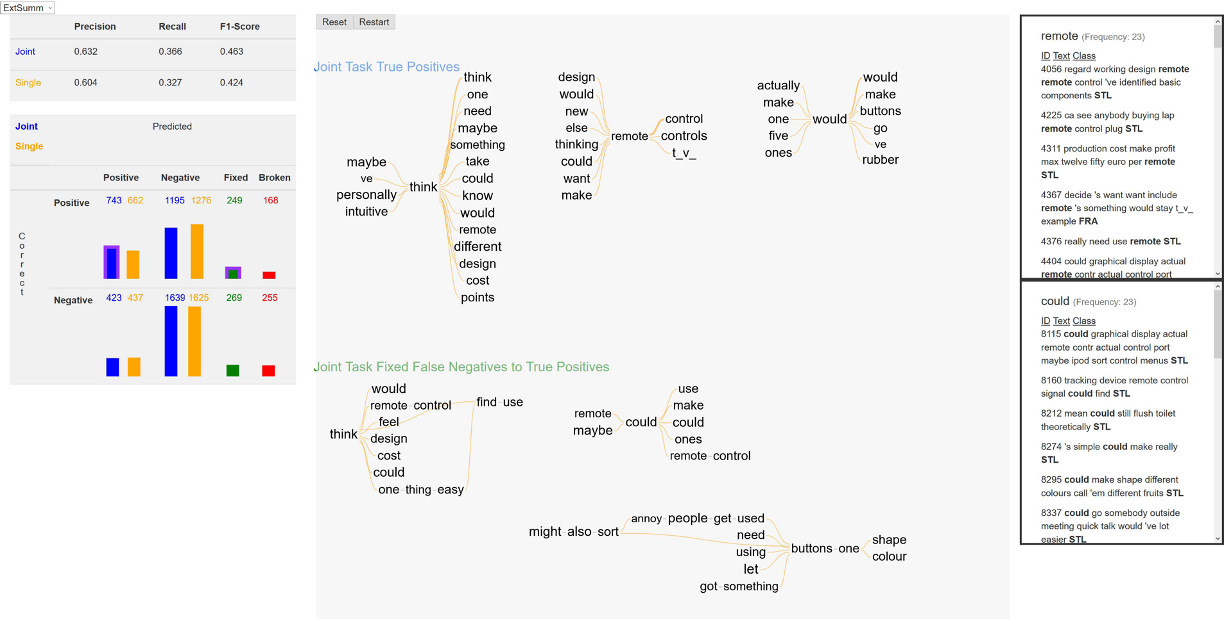 ExtSumm
Precision Recall F1-Score
Joint 0.632 0.366 0.463
Single 0.604 0.327 0.424
Joint Predicted
Single
Positive Negative Fixed Broken
Positive 743 662 1195 1276 249 168
Correct
Negative 423 437 1639 1625 269 255
Reset Restart
Joint Task True Positives
maybe
ve
personally
intuitive
think
think
one
need
maybe
something
take
could
know
would
remote
different
design
cost
points
design
would
new
else
thinking
could
want
make
remote
control
controls
t_v_
actually
make
one
five
ones
would
would
make
buttons
go
ve
rubber
Joint Task Fixed False Negatives to True Positives
think
would
remote control
feel
design
cost
could
one thing easy
find use
remote
maybe
could
use
make
could
ones
remote control
might also sort
annoy people get used
need
using
let
got something
buttons one
shape
colour
remote (Frequency: 23)
ID Text Class
4056 regard working design remote
remote control 've identified basic
components STL
4225 ca see anybody buying lap
remote control plug STL
4311 production cost make profit
max twelve fifty euro per remote
STL
4367 decide 's want want include
remote 's something would stay t_v_
example FRA
4376 really need use remote STL
4404 could graphical display actual
remote contr actual control port
could (Frequency: 23)
ID Text Class
8115 could graphical display actual
remote contr actual control port
maybe ipod sort control menus STL
8160 tracking device remote control
signal could find STL
8212 mean could still flush toilet
theoretically STL
8274 's simple could make really
STL
8295 could make shape different
colours call 'em different fruits STL
8337 could go somebody outside
meeting quick talk would 've lot
easier STL